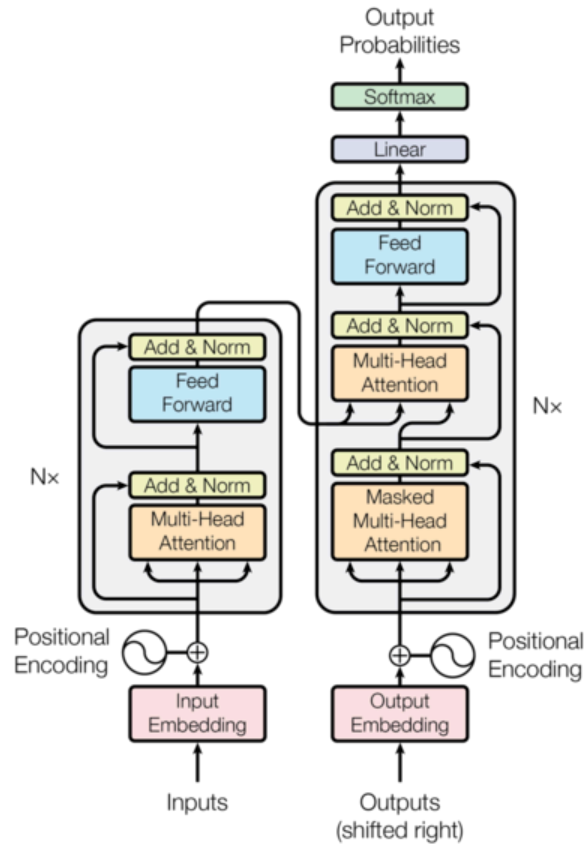 Output
Probabilities
Softmax
Linear
Add & Norm
Feed
Forward
Add & Norm
Multi-Head
Attention
Add & Norm
Masked
Multi-Head
Attention
N×
Positional
Encoding
Output
Embedding
Outputs
(shifted right)
Add & Norm
Feed
Forward
Add & Norm
Multi-Head
Attention
N×
Positional
Encoding
Input
Embedding
Inputs